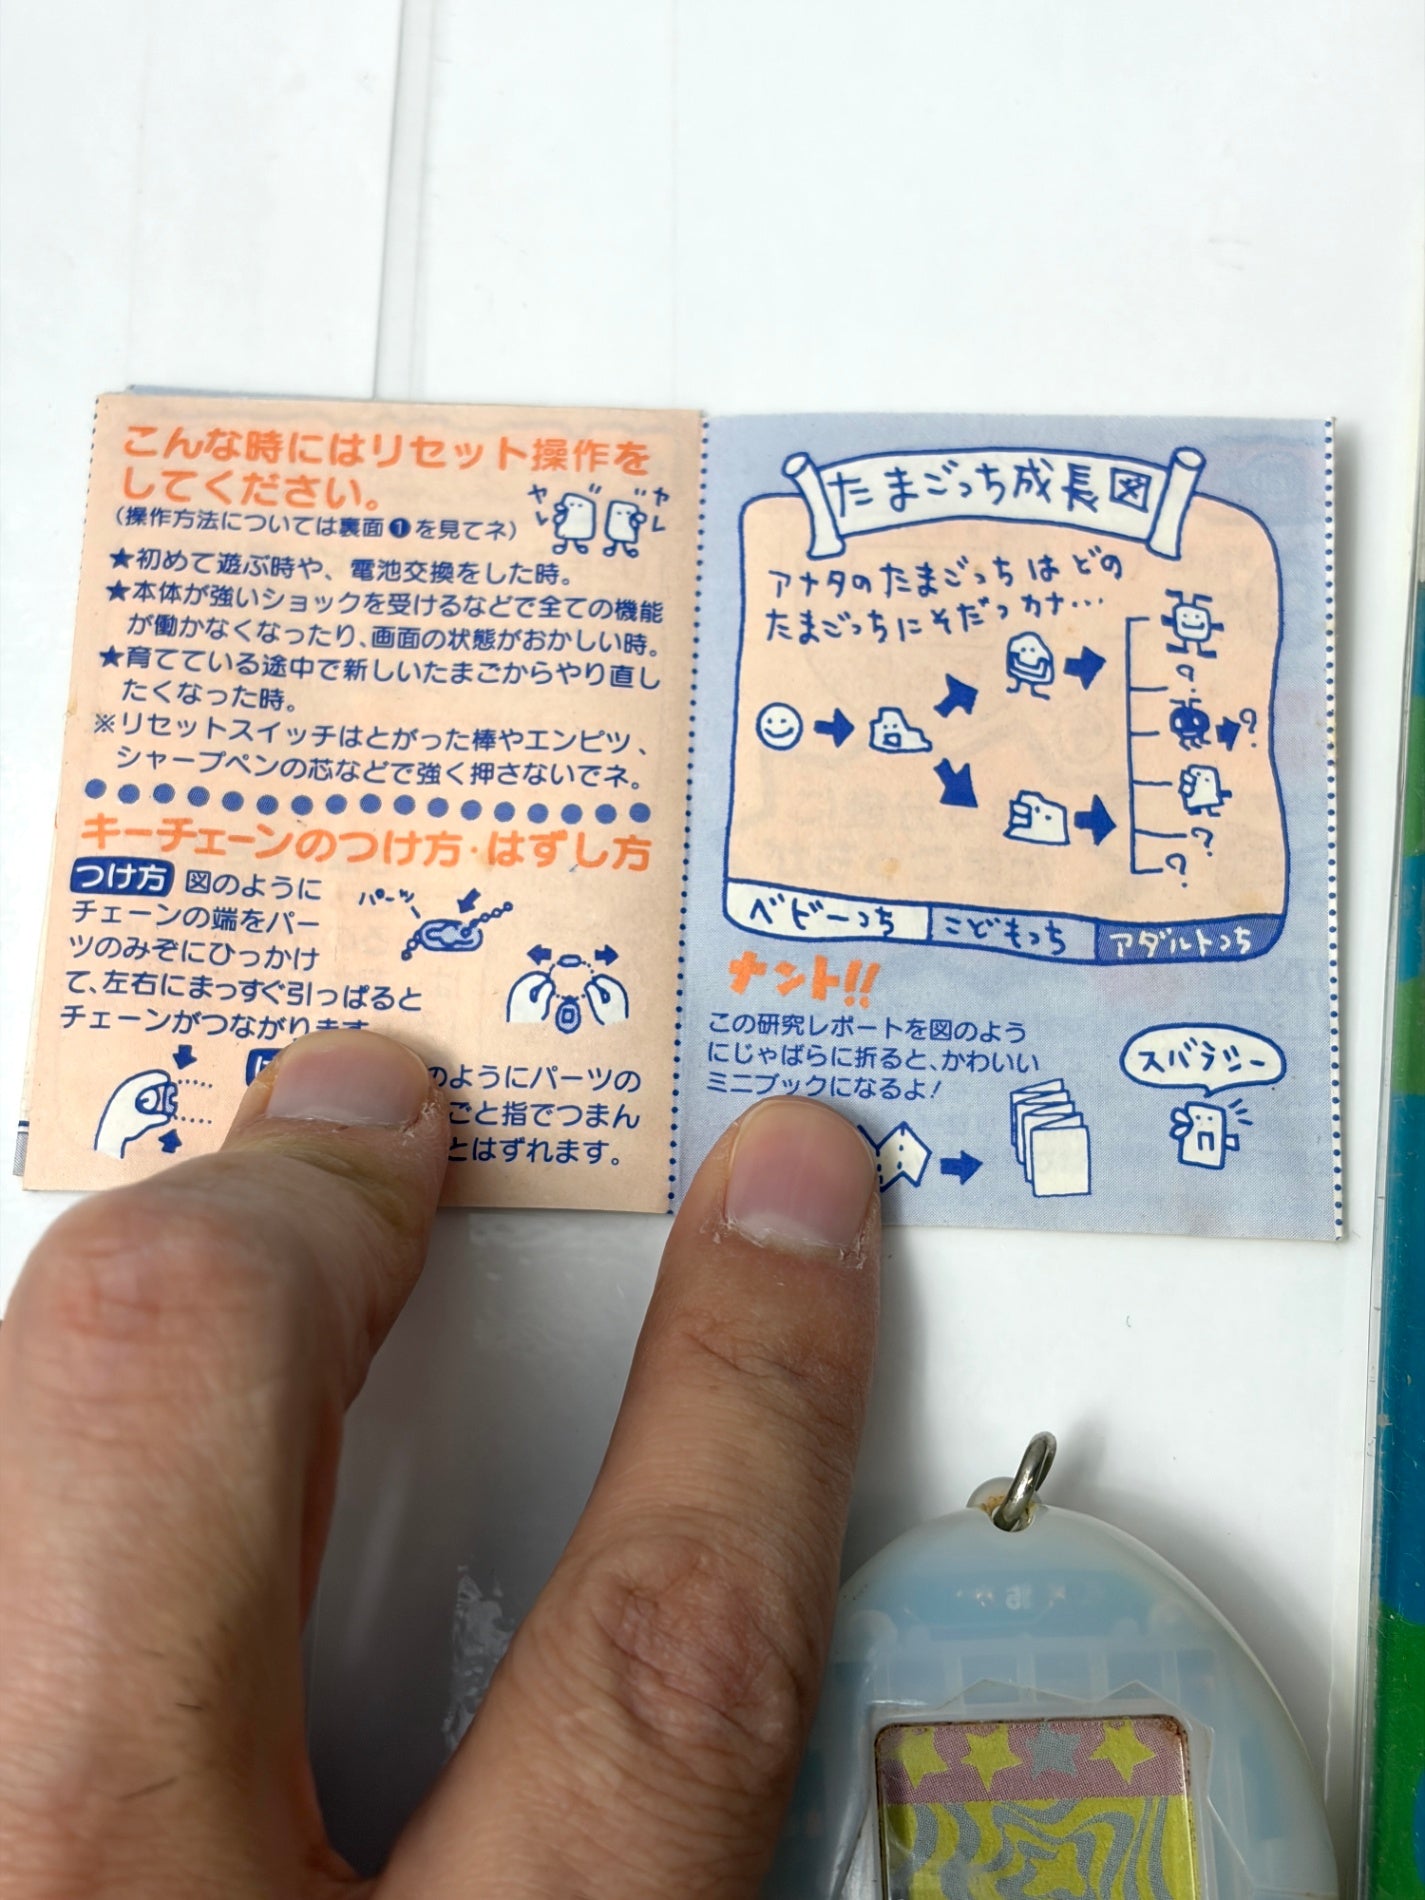 こんな時にはリセット操作を
してください。
(操作方法については裏面❶を見てネ)
ヤレ
ヤレ
★初めて遊ぶ時や、電池交換をした時。
★本体が強いショックを受けるなどで全ての機能
が働かなくなったり、画面の状態がおかしい時。
★育てている途中で新しいたまごからやり直し
たくなった時。
※リセットスイッチはとがった棒やエンピツ、
シャープペンの芯などで強く押さないでネ。
キーチェーンのつけ方・はずし方
つけ方 図のように
チェーンの端をパー
ツのみぞにひっかけ
て、左右にまっすぐ引っぱると
チェーンがつながります
パーツ
のようにパーツの
ごと指でつまん
とはずれます。
たまごっち成長図
アナタのたまごっちはどの
たまごっちにそだつカナ…
?
?
?
?
ベビーっち
こどもっち
アダルトっち
ナント!!
この研究レポートを図のよう
にじゃばらに折ると、かわいい
ミニブックになるよ!
スバラシー